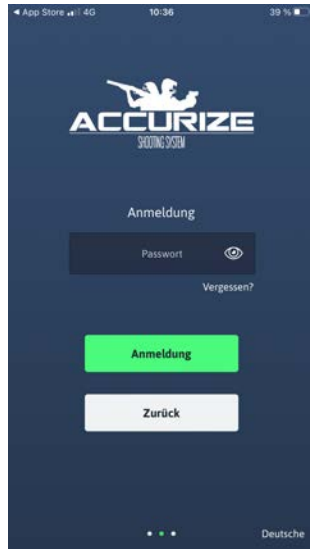 App Store 4G 10:36 39 %
ACCURIZE
SHOOTING SYSTEM
Anmeldung
Passwort
Vergessen?
Anmeldung
Zurück
Deutsche